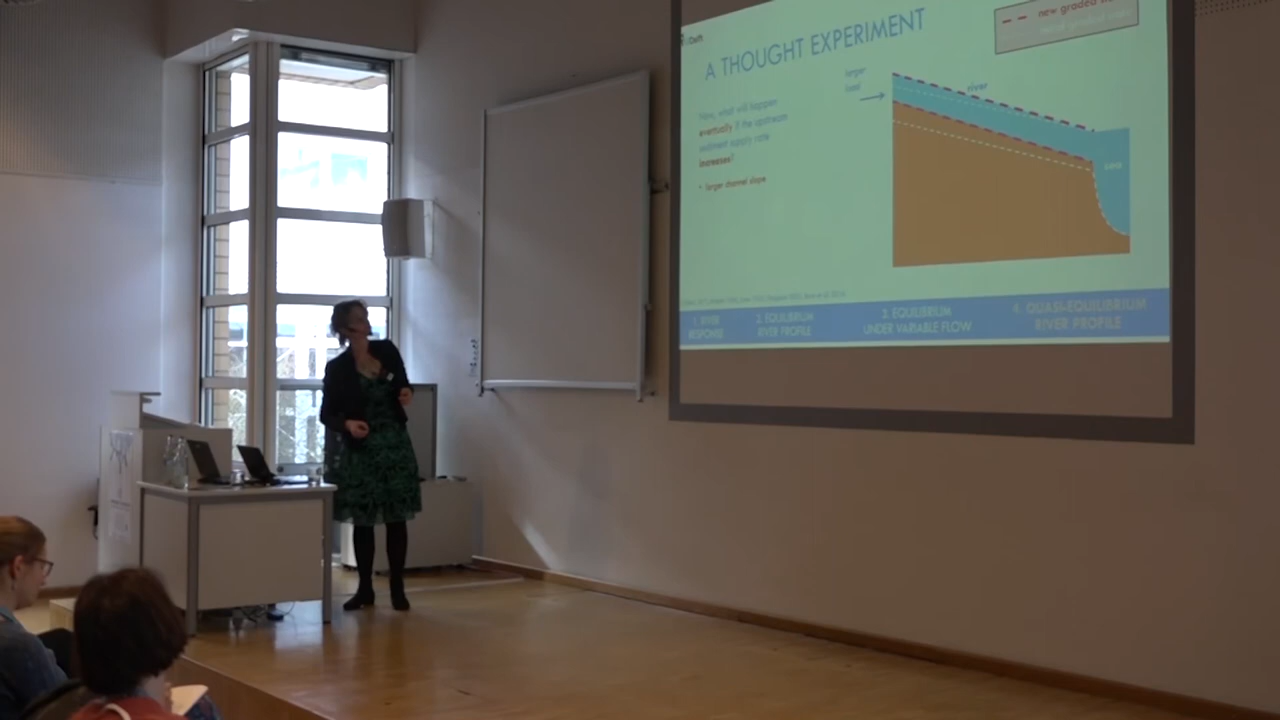 new graded
A THOUGHT EXPERIMENT
larger
load
river
Now, what will happen
eventually if the upstream
sediment supply rate
increases?
• larger channel slope
sea
1. RIVER
RESPONSE
2. EQUILIBRIUM
RIVER PROFILE
3. EQUILIBRIUM
UNDER VARIABLE FLOW
4. QUASI-EQUILIBRIUM
RIVER PROFILE